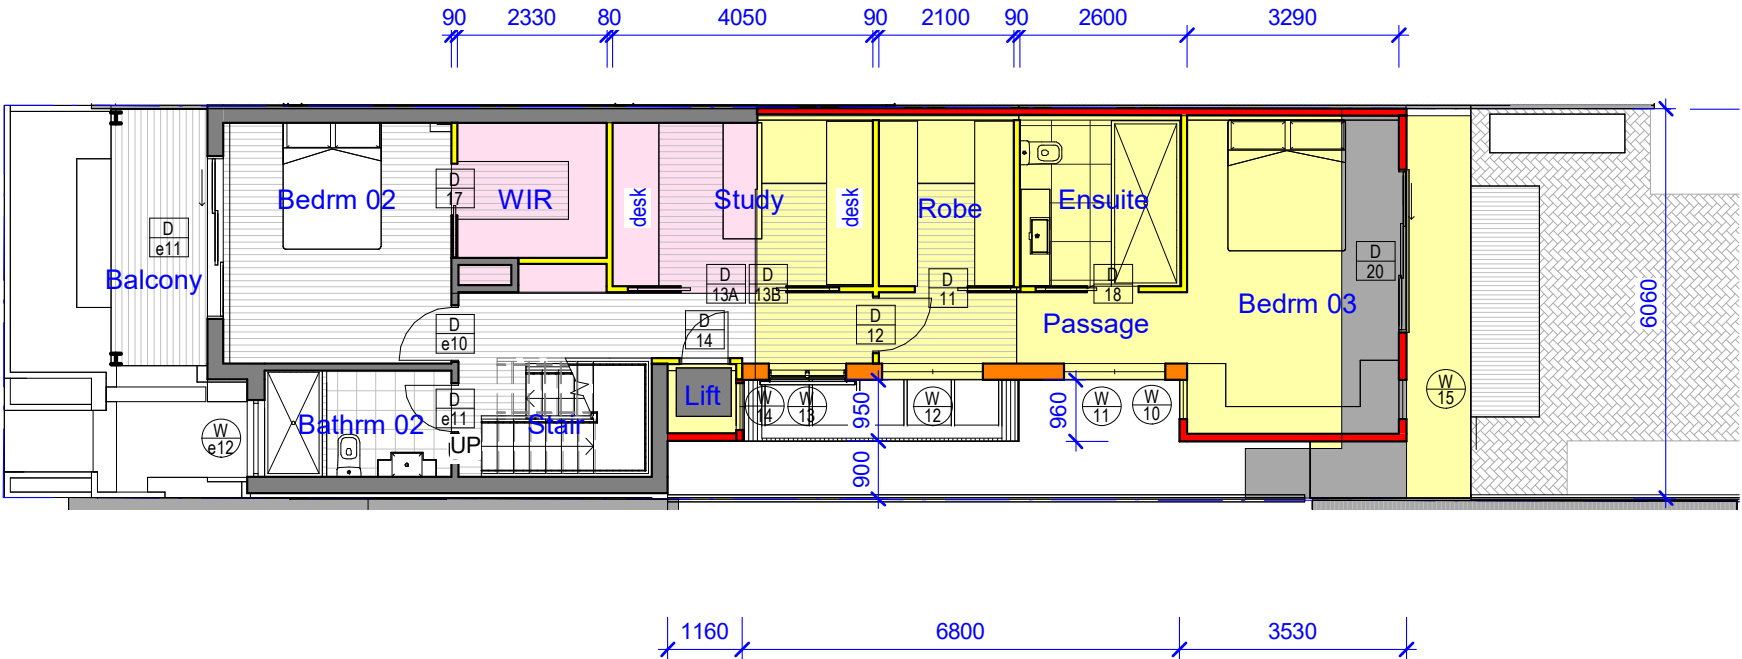 90 2330 80 4050 90 2100 90 2600 3290
Bedrm 02
D
17
WIR
desk
Study
desk
Robe
Ensuite
D
e11
Balcony
D
20
D
13A
D
13B
D
11
D
18
Bedrm 03
6060
D
e10
D
14
D
12
Passage
Lift
W
14
W
13
950
W
12
960
W
11
W
10
W
15
D
e11
Bathrm 02
Stair
UP
W
e12
900
1160 6800 3530